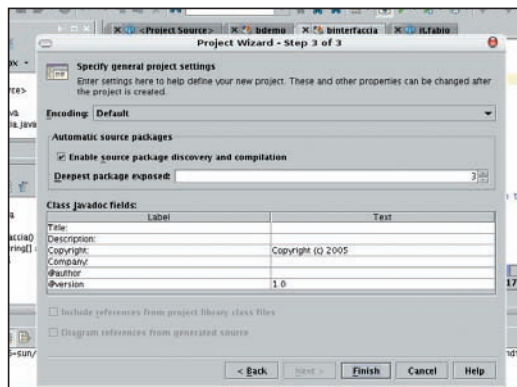 <Project Source>
bdemo
binterfaccia
it.fabio
Project Wizard - Step 3 of 3
Specify general project settings
Enter settings here to help define your new project. These and other properties can be changed after
the project is created.
Encoding: Default
Automatic source packages
Enable source package discovery and compilation
Deepest package exposed: 3
Class Javadoc fields:
Label Text
Title:
Description:
Copyright: Copyright (c) 2005
Company:
@author
@version 1.0
Include references from project library class files
Diagram references from generated source
< Back Next > Finish Cancel Help